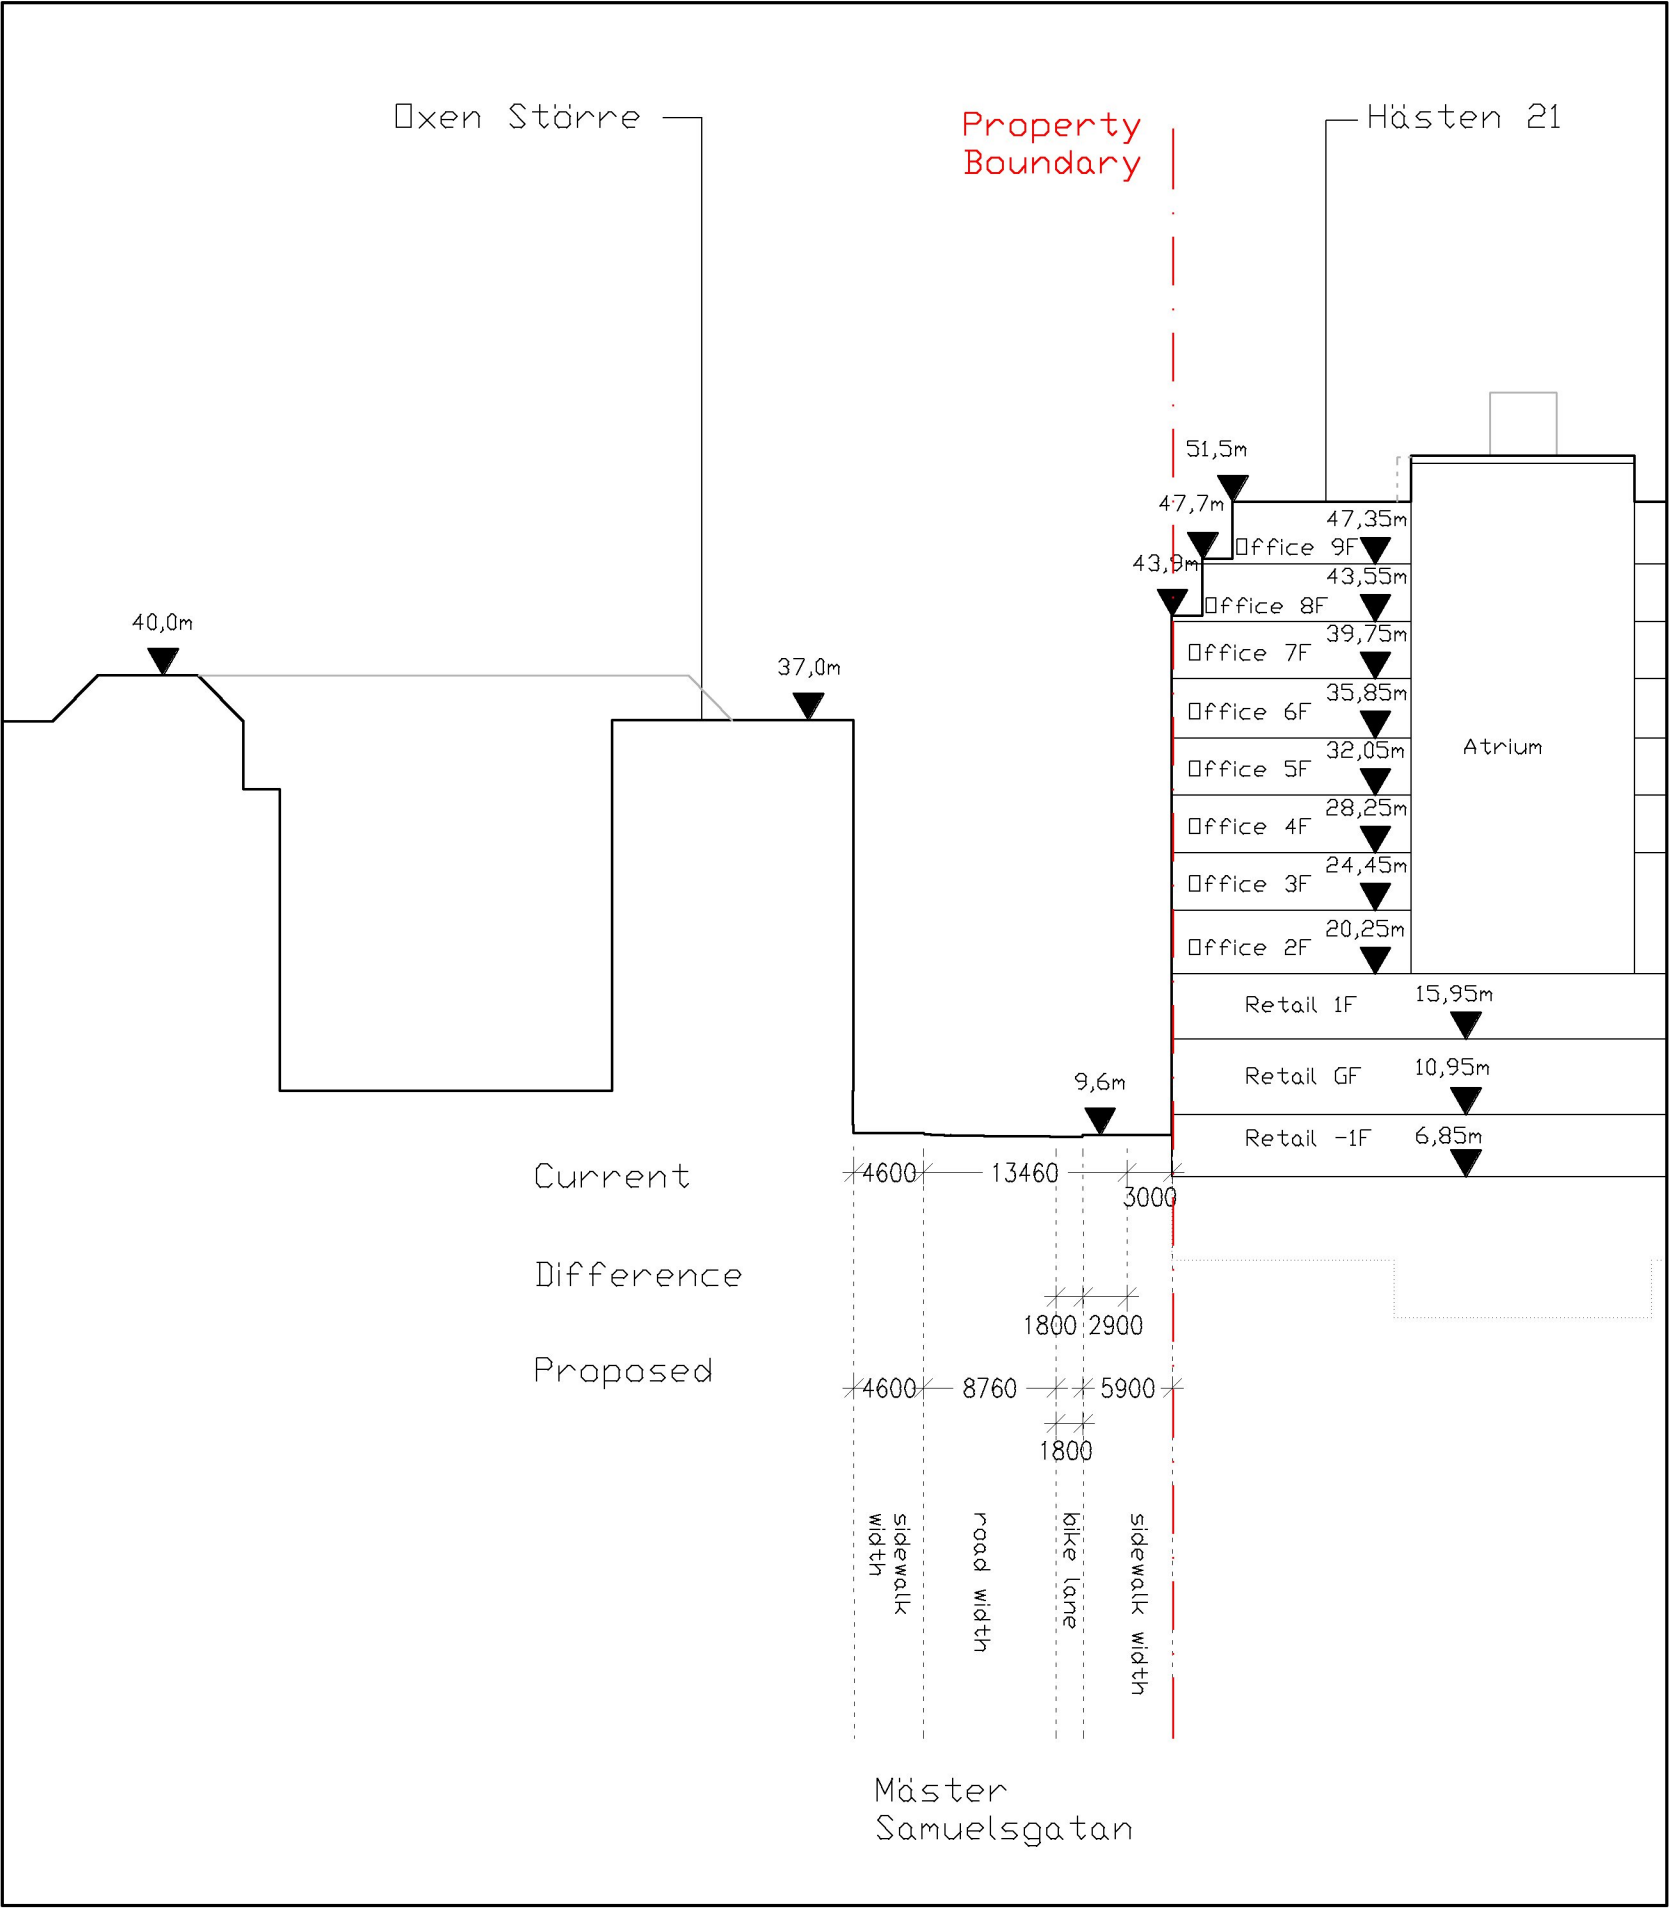 Oxen Större
Property
Boundary
Hästen 21
51,5m
47,7m
43,9m
47,35m
Office 9F
43,55m
Office 8F
39,75m
Office 7F
35,85m
Office 6F
32,05m
Office 5F
28,25m
Office 4F
24,45m
Office 3F
20,25m
Office 2F
Atrium
40,0m
37,0m
15,95m
Retail 1F
10,95m
Retail GF
9,6m
6,85m
Retail -1F
Current
4600
13460
3000
Difference
1800
2900
Proposed
4600
8760
5900
1800
sidewalk
width
road width
bike lane
sidewalk width
Mäster
Samuelsgatan